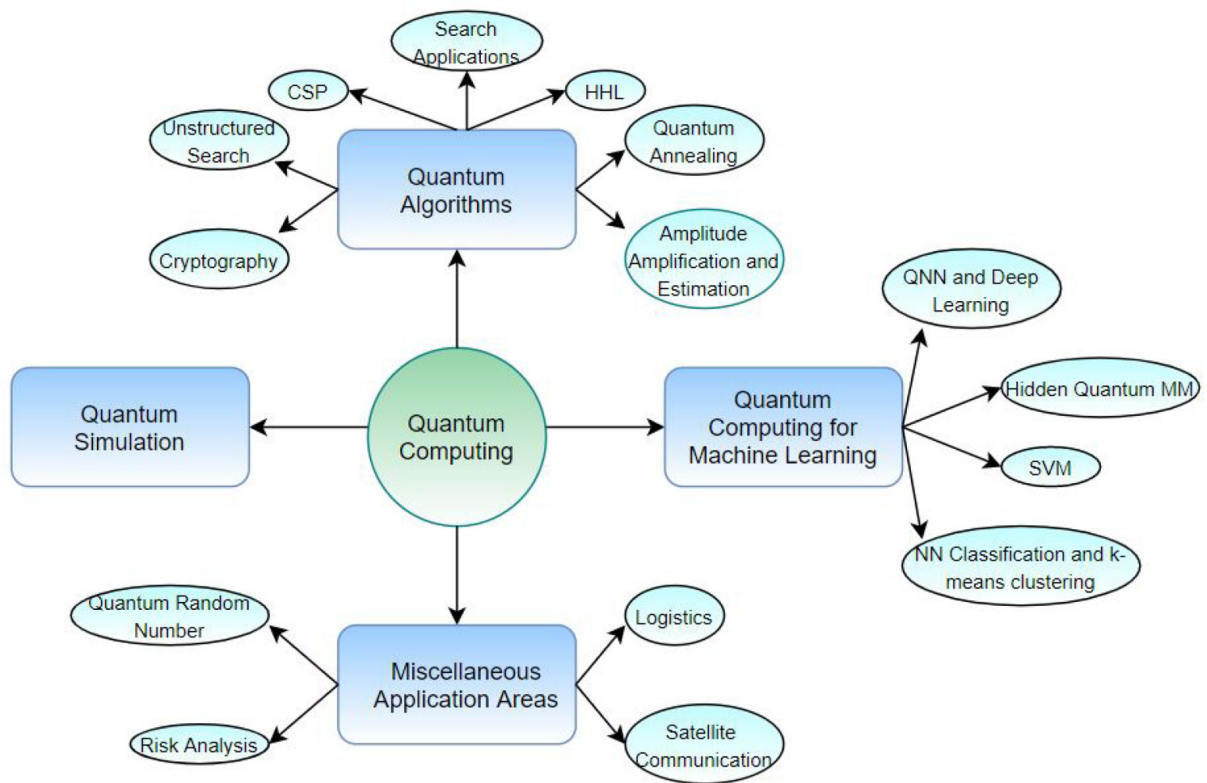 Search
Applications
CSP
HHL
Unstructured
Search
Quantum
Annealing
Quantum
Algorithms
Cryptography
Amplitude
Amplification and
Estimation
QNN and Deep
Learning
Quantum
Simulation
Quantum
Computing
Quantum
Computing for
Machine Learning
Hidden Quantum MM
SVM
NN Classification and k-
means clustering
Quantum Random
Number
Logistics
Miscellaneous
Application Areas
Risk Analysis
Satellite
Communication